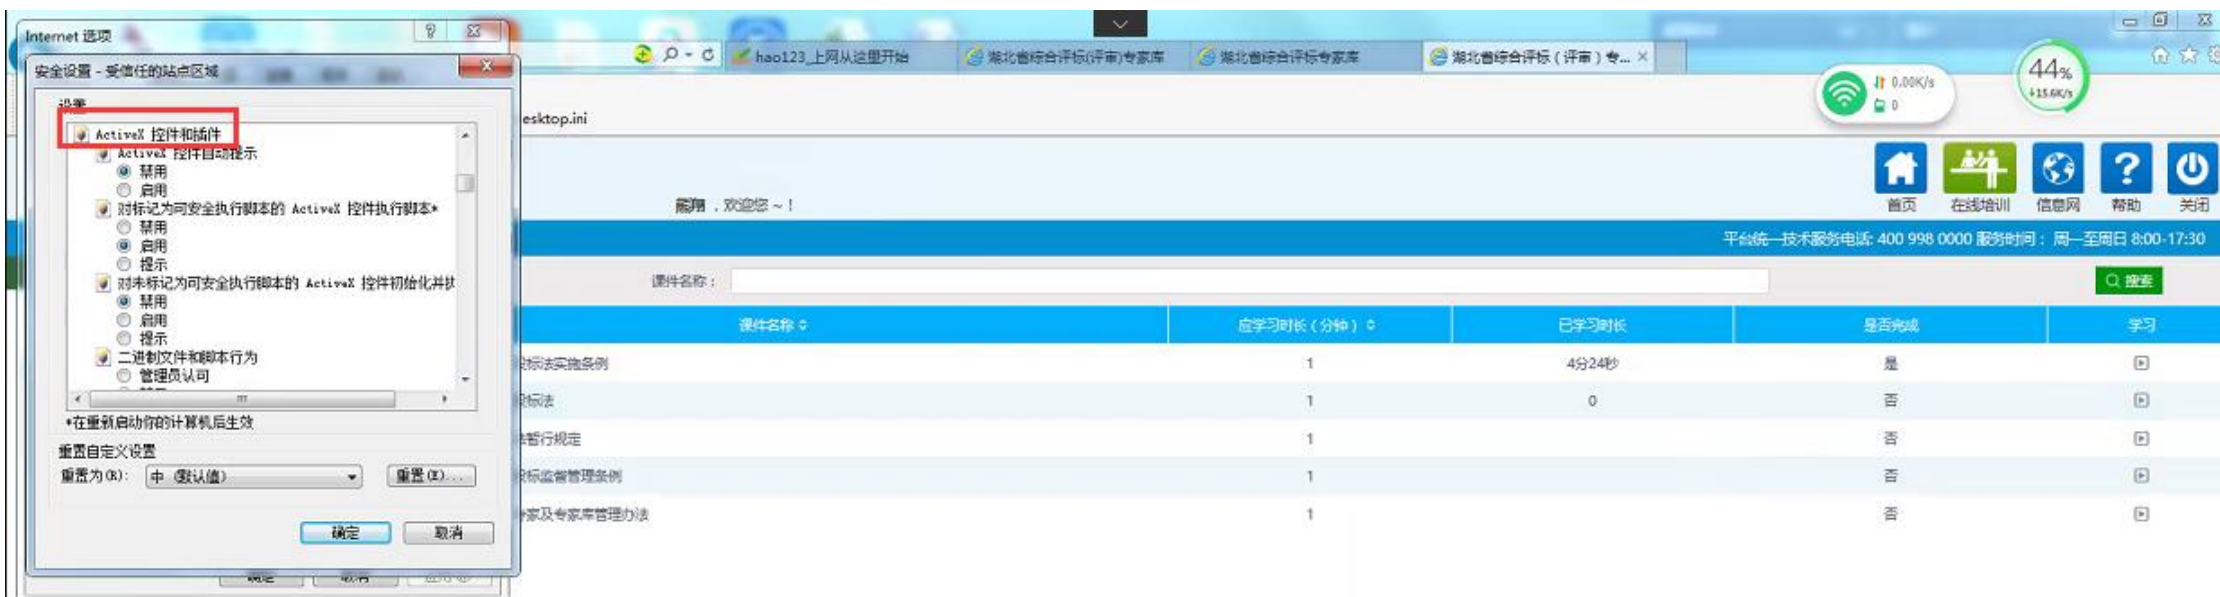 Internet 选项
安全设置 - 受信任的站点区域
设置
ActiveX 控件和插件
ActiveX 控件自动提示
禁用
启用
对标记为可安全执行脚本的 ActiveX 控件执行脚本*
禁用
启用
提示
对未标记为可安全执行脚本的 ActiveX 控件初始化并执
禁用
启用
提示
二进制文件和脚本行为
管理员认可
*在重新启动你的计算机后生效
重置自定义设置
重置为(R): 中 (默认值) 重置(E)...
确定 取消
确定 取消
hao123_上网从这里开始 湖北省综合评标(评审)专家库 湖北省综合评标专家库 湖北省综合评标（评审）专...
0.00K/s
0
44%
15.6K/s
esktop.ini
熊翔，欢迎您～！
首页 在线培训 信息网 帮助 关闭
平台统一技术服务电话: 400 998 0000 服务时间： 周一至周日 8:00-17:30
课件名称： 搜索
课件名称 应学习时长（分钟） 已学习时长 是否完成 学习
投标法实施条例 1 4分24秒 是
投标法 1 0 否
法暂行规定 1 否
投标监督管理条例 1 否
专家及专家库管理办法 1 否